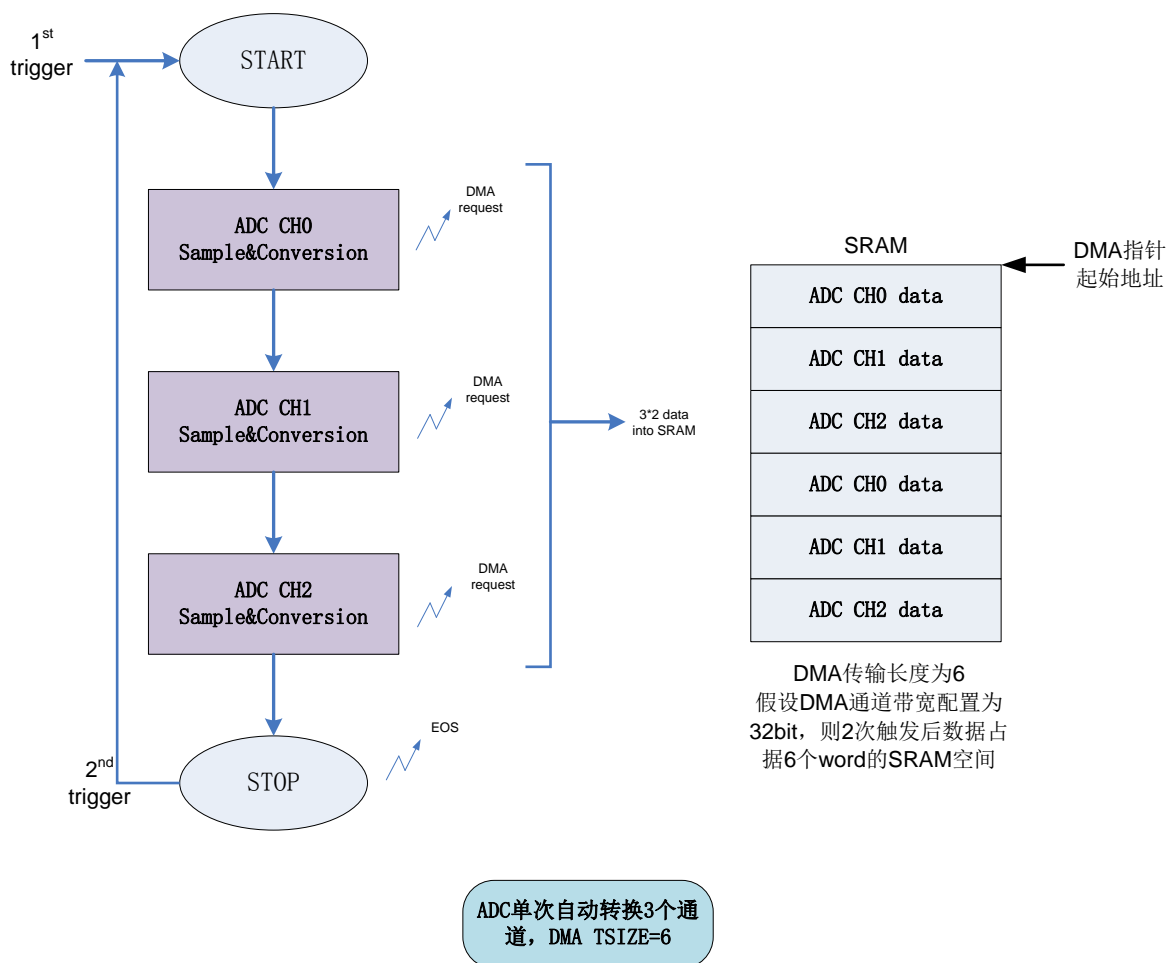 1st
trigger
START
ADC CH0
Sample&Conversion
DMA
request
ADC CH1
Sample&Conversion
DMA
request
ADC CH2
Sample&Conversion
DMA
request
STOP
EOS
2nd
trigger
3*2 data
into SRAM
SRAM
DMA指针
起始地址
ADC CH0 data
ADC CH1 data
ADC CH2 data
ADC CH0 data
ADC CH1 data
ADC CH2 data
DMA传输长度为6
假设DMA通道带宽配置为
32bit，则2次触发后数据占
据6个word的SRAM空间
ADC单次自动转换3个通
道，DMA TSIZE=6